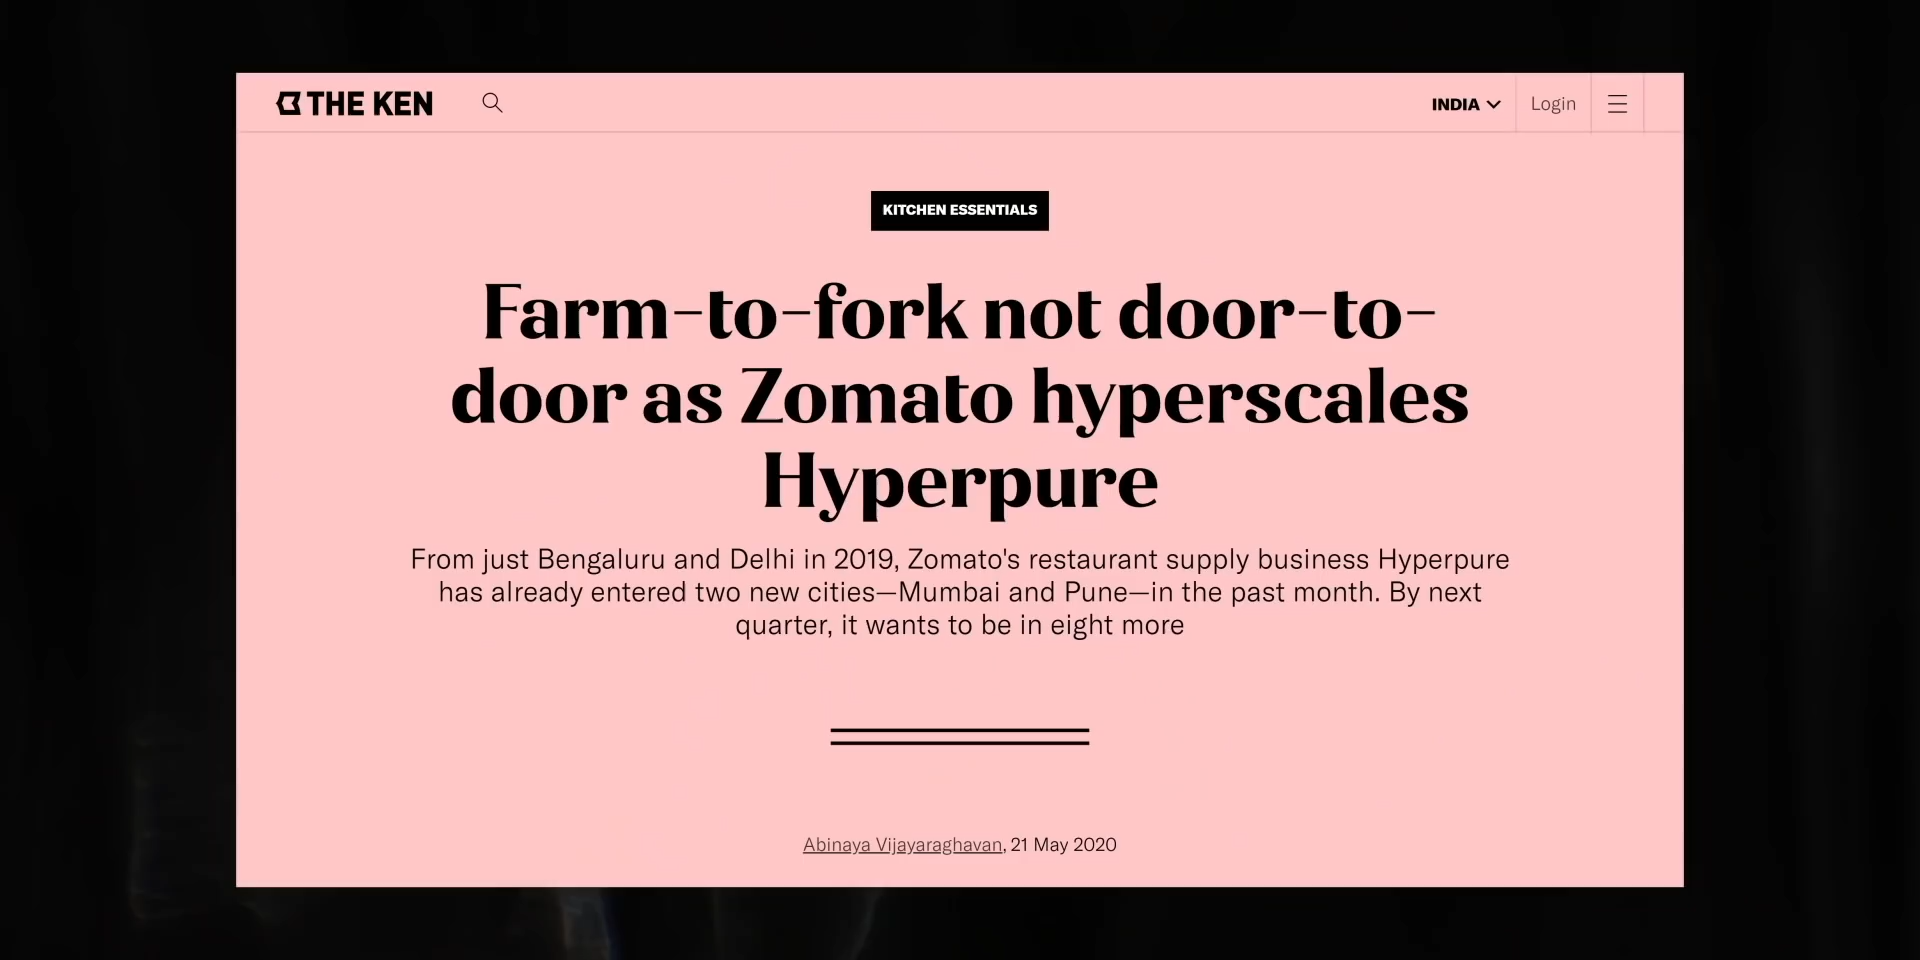 THE KEN
INDIA
Login
KITCHEN ESSENTIALS
Farm-to-fork not door-to-
door as Zomato hyperscales
Hyperpure
From just Bengaluru and Delhi in 2019, Zomato's restaurant supply business Hyperpure
has already entered two new cities—Mumbai and Pune—in the past month. By next
quarter, it wants to be in eight more
Abinaya Vijayaraghavan, 21 May 2020